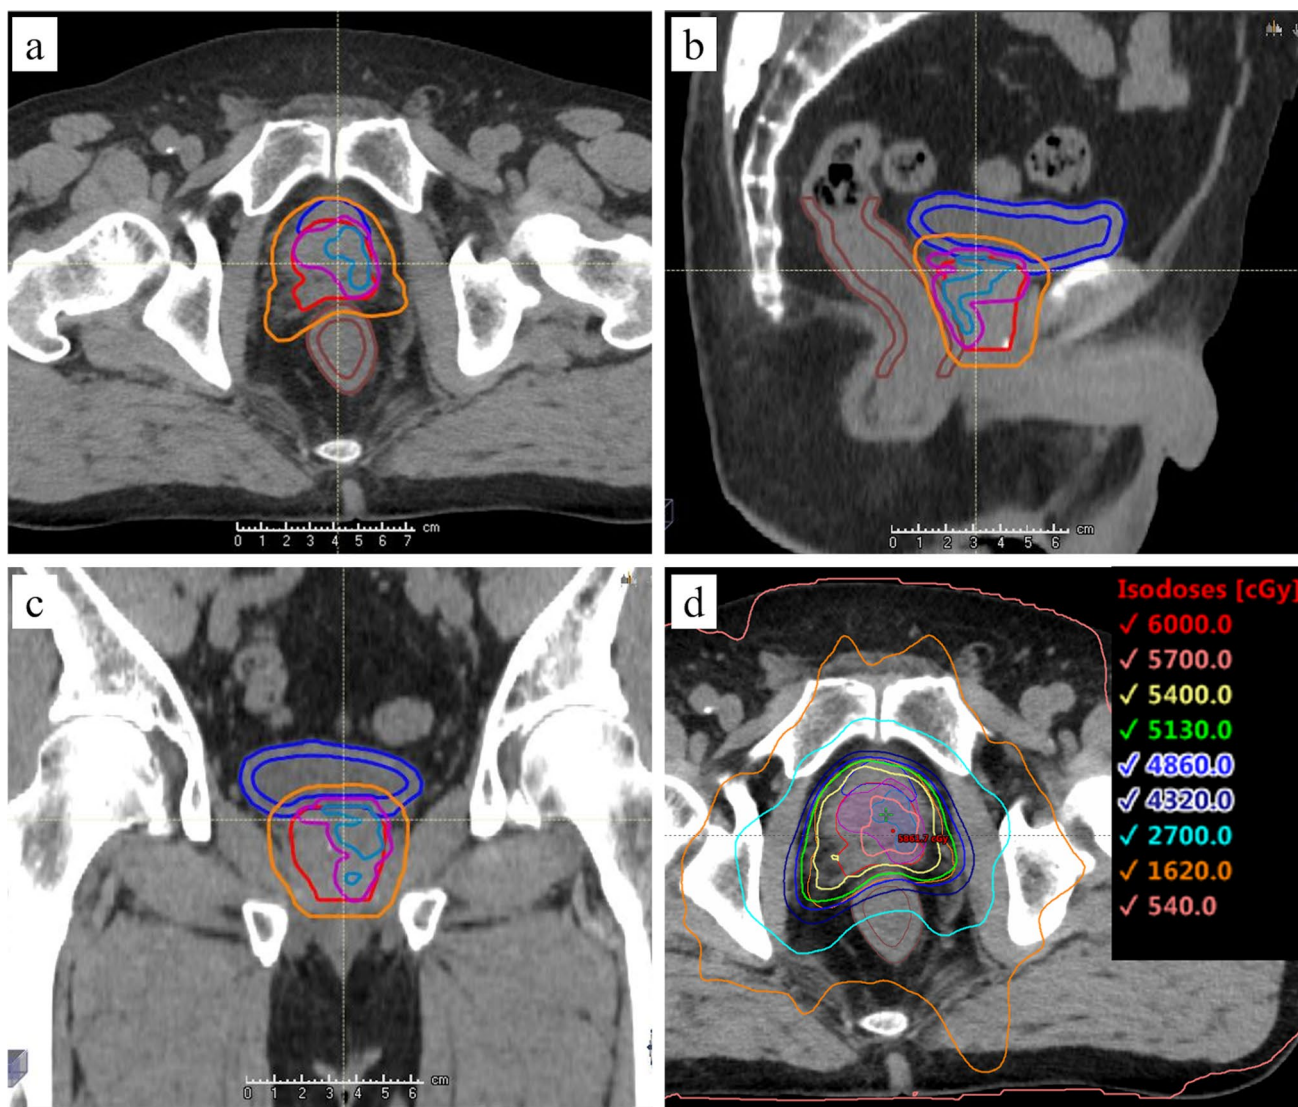 a
b
cm
0 1 2 3 4 5 6 7
cm
0 1 2 3 4 5 6
c
d
Isodoses [cGy]
✓ 6000.0
✓ 5700.0
✓ 5400.0
✓ 5130.0
✓ 4860.0
✓ 4320.0
✓ 2700.0
✓ 1620.0
✓ 540.0
cGy
cm
0 1 2 3 4 5 6